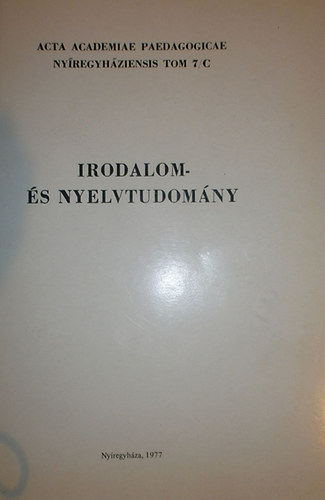 ACTA ACADEMIAE PAEDAGOGICAE
NYÍREGYHÁZIENSIS TOM 7/C
IRODALOM-
ÉS NYELVTUDOMÁNY
Nyíregyháza, 1977